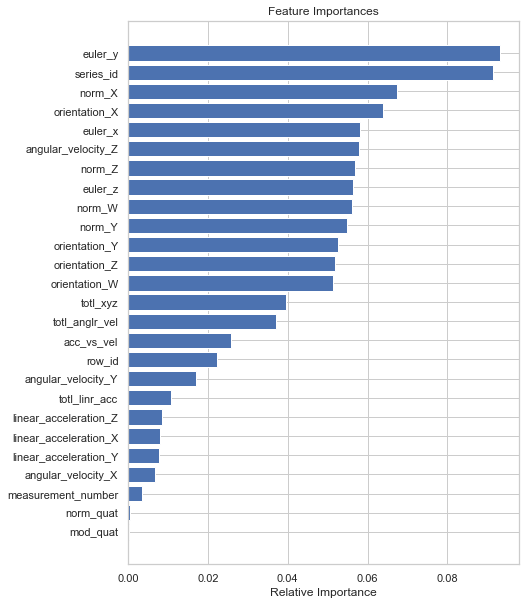 Feature Importances
euler_y
series_id
norm_X
orientation_X
euler_x
angular_velocity_Z
norm_Z
euler_z
norm_W
norm_Y
orientation_Y
orientation_Z
orientation_W
totl_xyz
totl_anglr_vel
acc_vs_vel
row_id
angular_velocity_Y
totl_linr_acc
linear_acceleration_Z
linear_acceleration_X
linear_acceleration_Y
angular_velocity_X
measurement_number
norm_quat
mod_quat
0.00 0.02 0.04 0.06 0.08
Relative Importance